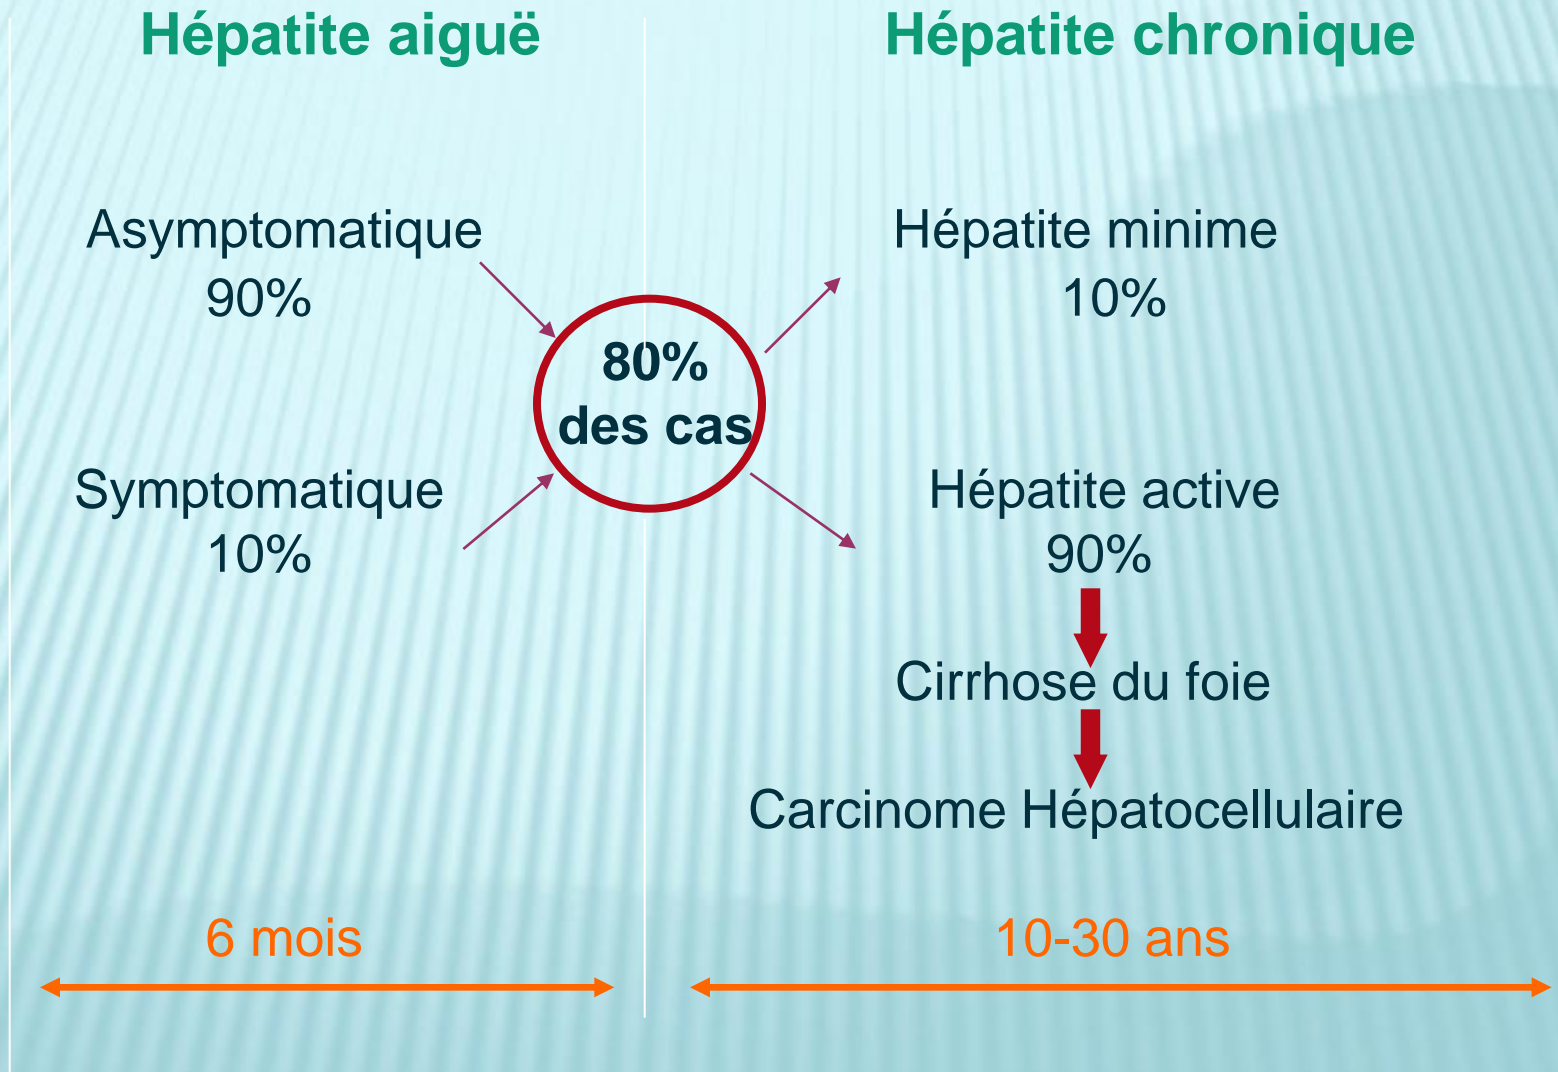 Hépatite aiguë
Hépatite chronique
Asymptomatique
90%
Symptomatique
10%
80%
des cas
Hépatite minime
10%
Hépatite active
90%
Cirrhose du foie
Carcinome Hépatocellulaire
6 mois
10-30 ans